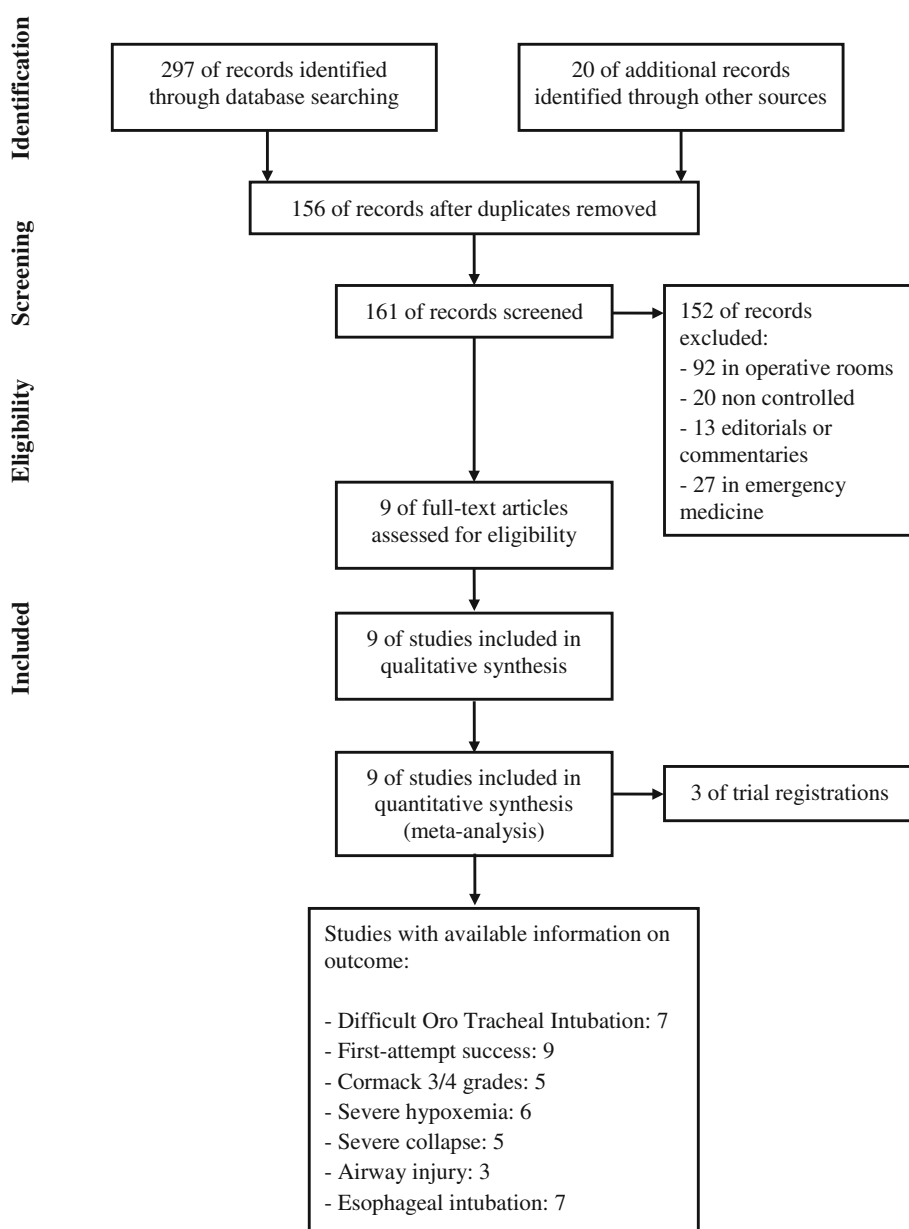 Identification
297 of records identified
through database searching
20 of additional records
identified through other sources
156 of records after duplicates removed
Screening
161 of records screened
152 of records
excluded:
- 92 in operative rooms
- 20 non controlled
- 13 editorials or
commentaries
- 27 in emergency
medicine
Eligibility
9 of full-text articles
assessed for eligibility
Included
9 of studies included in
qualitative synthesis
9 of studies included in
quantitative synthesis
(meta-analysis)
3 of trial registrations
Studies with available information on
outcome:
- Difficult Oro Tracheal Intubation: 7
- First-attempt success: 9
- Cormack 3/4 grades: 5
- Severe hypoxemia: 6
- Severe collapse: 5
- Airway injury: 3
- Esophageal intubation: 7